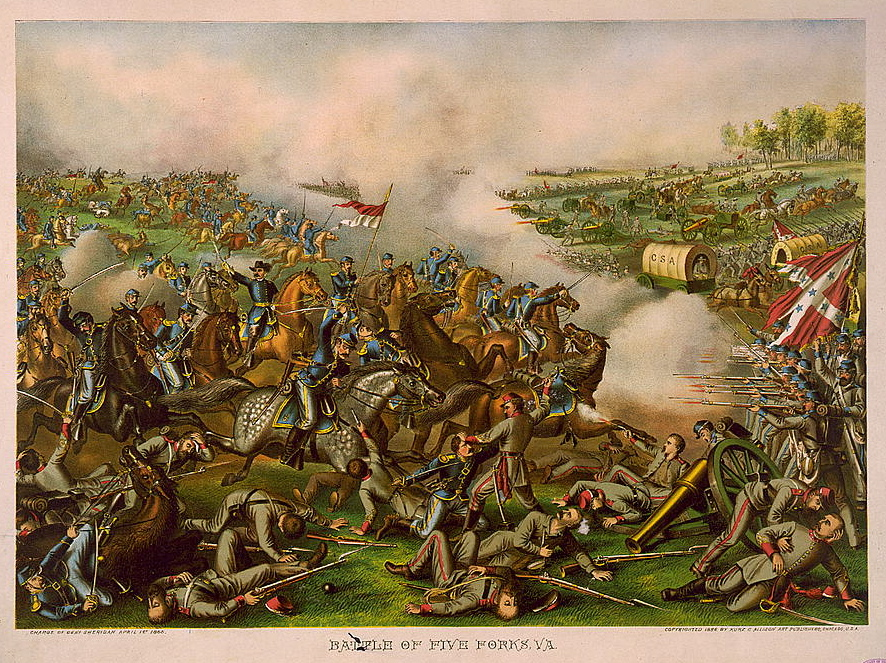 CSA
CHARGE OF GENL SHERIDAN APRIL 1ST 1865.
COPYRIGHTED 1886 BY KURZ & ALLISON ART PUBLISHERS, CHICAGO, U.S.A.
BATTLE OF FIVE FORKS, VA.